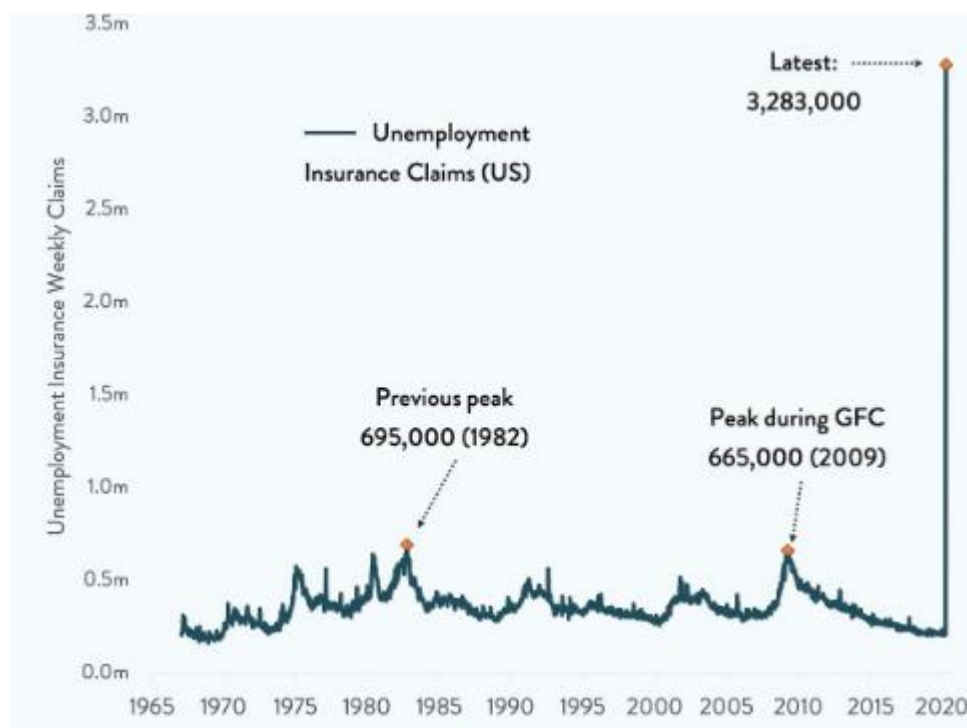 3.5m
Latest:
3,283,000
3.0m
Unemployment
Insurance Claims (US)
2.5m
2.0m
Unemployment Insurance Weekly Claims
1.5m
Previous peak
695,000 (1982)
Peak during GFC
665,000 (2009)
1.0m
0.5m
0.0m
1965 1970 1975 1980 1985 1990 1995 2000 2005 2010 2015 2020